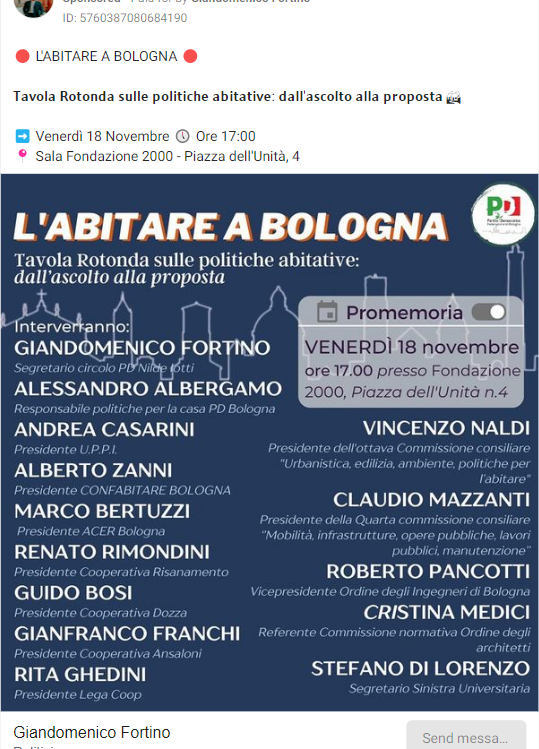 Sponsored • Paid for by Giandomenico Fortino
ID: 5760387080684190
🔴 L'ABITARE A BOLOGNA 🔴
Tavola Rotonda sulle politiche abitative: dall'ascolto alla proposta 📸
➡️ Venerdì 18 Novembre 🕔 Ore 17:00
📍 Sala Fondazione 2000 - Piazza dell'Unità, 4
PD
Partito Democratico
L'ABITARE A BOLOGNA
Tavola Rotonda sulle politiche abitative:
dall'ascolto alla proposta
Promemoria
VENERDÌ 18 novembre
ore 17.00 presso Fondazione
2000, Piazza dell'Unità n.4
Interverranno:
GIANDOMENICO FORTINO
Segretario circolo PD Nilde Iotti
ALESSANDRO ALBERGAMO
Responsabile politiche per la casa PD Bologna
ANDREA CASARINI
Presidente U.P.P.I.
ALBERTO ZANNI
Presidente CONFABITARE BOLOGNA
MARCO BERTUZZI
Presidente ACER Bologna
RENATO RIMONDINI
Presidente Cooperativa Risanamento
GUIDO BOSI
Presidente Cooperativa Dozza
GIANFRANCO FRANCHI
Presidente Cooperativa Ansaloni
RITA GHEDINI
Presidente Lega Coop
VINCENZO NALDI
Presidente dell'ottava Commissione consiliare
"Urbanistica, edilizia, ambiente, politiche per
l'abitare"
CLAUDIO MAZZANTI
Presidente della Quarta commissione consiliare
"Mobilità, infrastrutture, opere pubbliche, lavori
pubblici, manutenzione"
ROBERTO PANCOTTI
Vicepresidente Ordine degli Ingegneri di Bologna
CRISTINA MEDICI
Referente Commissione normativa Ordine degli
architetti
STEFANO DI LORENZO
Segretario Sinistra Universitaria
Giandomenico Fortino
Send messa...